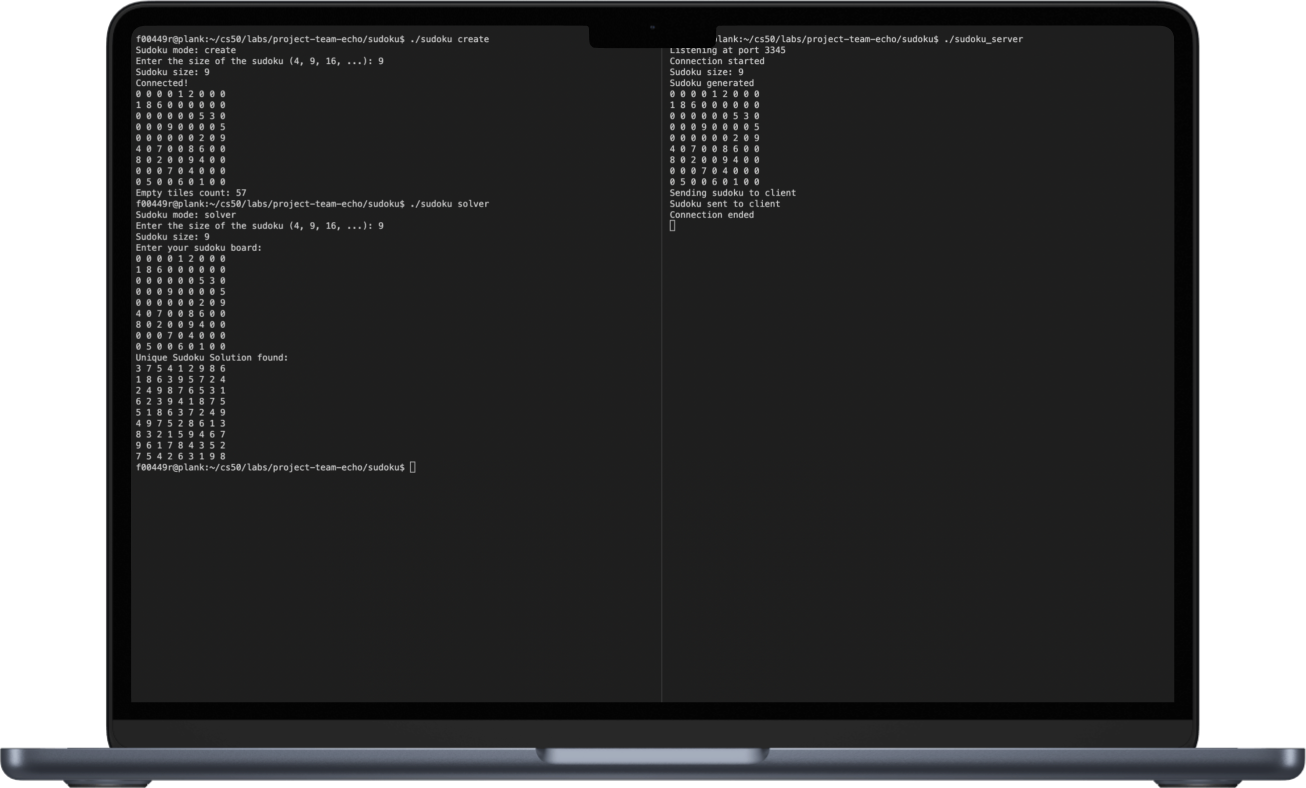 f00449r@plank:~/cs50/labs/project-team-echo/sudoku$ ./sudoku create
Sudoku mode: create
Enter the size of the sudoku (4, 9, 16, ...): 9
Sudoku size: 9
Connected!
0 0 0 0 1 2 0 0 0
1 8 6 0 0 0 0 0 0
0 0 0 0 0 0 5 3 0
0 0 0 9 0 0 0 0 5
0 0 0 0 0 0 2 0 9
4 0 7 0 0 8 6 0 0
8 0 2 0 0 9 4 0 0
0 0 0 7 0 4 0 0 0
0 5 0 0 6 0 1 0 0
Empty tiles count: 57
f00449r@plank:~/cs50/labs/project-team-echo/sudoku$ ./sudoku solver
Sudoku mode: solver
Enter the size of the sudoku (4, 9, 16, ...): 9
Sudoku size: 9
Enter your sudoku board:
0 0 0 0 1 2 0 0 0
1 8 6 0 0 0 0 0 0
0 0 0 0 0 0 5 3 0
0 0 0 9 0 0 0 0 5
0 0 0 0 0 0 2 0 9
4 0 7 0 0 8 6 0 0
8 0 2 0 0 9 4 0 0
0 0 0 7 0 4 0 0 0
0 5 0 0 6 0 1 0 0
Unique Sudoku Solution found:
3 7 5 4 1 2 9 8 6
1 8 6 3 9 5 7 2 4
2 4 9 8 7 6 5 3 1
6 2 3 9 4 1 8 7 5
5 1 8 6 3 7 2 4 9
4 9 7 5 2 8 6 1 3
8 3 2 1 5 9 4 6 7
9 6 1 7 8 4 3 5 2
7 5 4 2 6 3 1 9 8
f00449r@plank:~/cs50/labs/project-team-echo/sudoku$
lank:~/cs50/labs/project-team-echo/sudoku$ ./sudoku_server
Listening at port 3345
Connection started
Sudoku size: 9
Sudoku generated
0 0 0 0 1 2 0 0 0
1 8 6 0 0 0 0 0 0
0 0 0 0 0 0 5 3 0
0 0 0 9 0 0 0 0 5
0 0 0 0 0 0 2 0 9
4 0 7 0 0 8 6 0 0
8 0 2 0 0 9 4 0 0
0 0 0 7 0 4 0 0 0
0 5 0 0 6 0 1 0 0
Sending sudoku to client
Sudoku sent to client
Connection ended